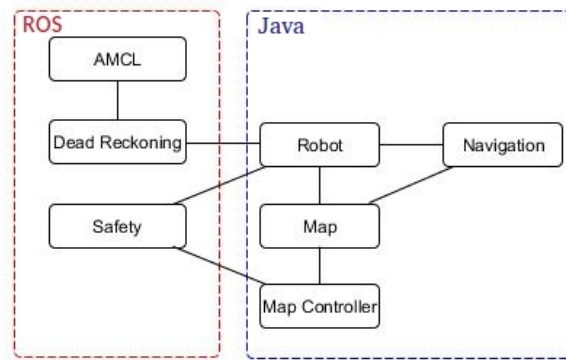 ROS
Java
AMCL
Dead Reckoning
Robot
Navigation
Safety
Map
Map Controller